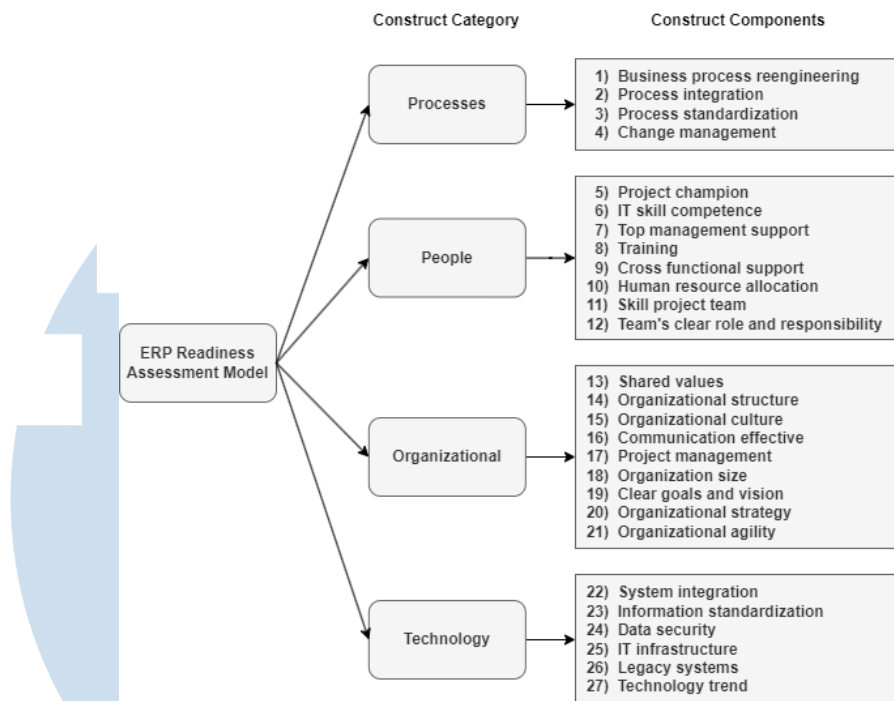 Construct Category
Construct Components
ERP Readiness
Assessment Model
Processes
1) Business process reengineering
2) Process integration
3) Process standardization
4) Change management
People
5) Project champion
6) IT skill competence
7) Top management support
8) Training
9) Cross functional support
10) Human resource allocation
11) Skill project team
12) Team's clear role and responsibility
Organizational
13) Shared values
14) Organizational structure
15) Organizational culture
16) Communication effective
17) Project management
18) Organization size
19) Clear goals and vision
20) Organizational strategy
21) Organizational agility
Technology
22) System integration
23) Information standardization
24) Data security
25) IT infrastructure
26) Legacy systems
27) Technology trend